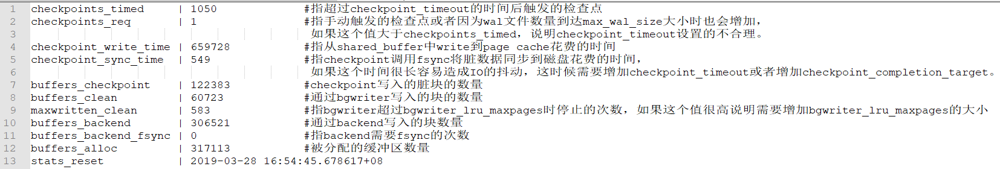 1 checkpoints_timed | 1050 #指超过checkpoint_timeout的时间后触发的检查点
2 checkpoints_req | 1 #指手动触发的检查点或者因为wal文件数量到达max_wal_size大小时也会增加，
3 如果这个值大于checkpoints_timed，说明checkpoint_timeout设置的不合理。
4 checkpoint_write_time | 659728 #指从shared_buffer中write到page cache花费的时间
5 checkpoint_sync_time | 549 #指checkpoint调用fsync将脏数据同步到磁盘花费的时间，
6 如果这个时间很长容易造成IO的抖动，这时候需要增加checkpoint_timeout或者增加checkpoint_completion_target。
7 buffers_checkpoint | 122383 #checkpoint写入的脏块的数量
8 buffers_clean | 60723 #通过bgwriter写入的块的数量
9 maxwritten_clean | 583 #指bgwriter超过bgwriter_lru_maxpages时停止的次数，如果这个值很高说明需要增加bgwriter_lru_maxpages的大小
10 buffers_backend | 306521 #通过backend写入的块数量
11 buffers_backend_fsync | 0 #指backend需要fsync的次数
12 buffers_alloc | 317113 #被分配的缓冲区数量
13 stats_reset | 2019-03-28 16:54:45.678617+08